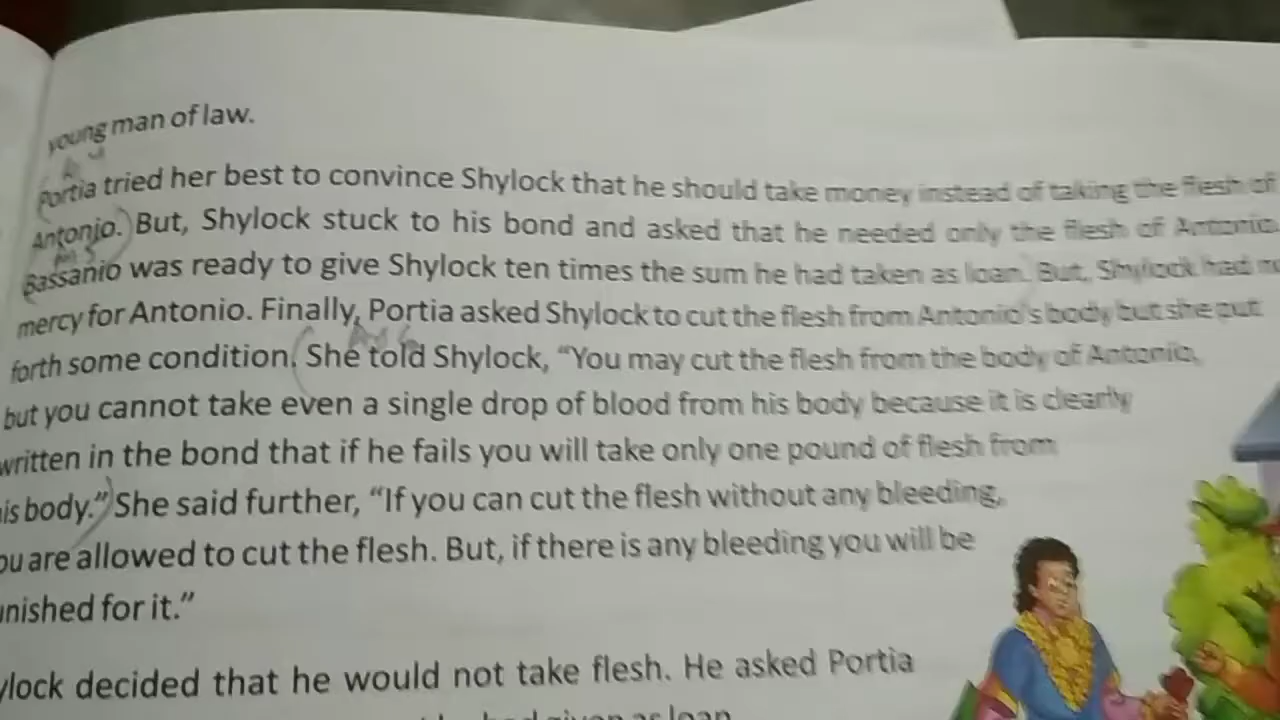 young man of law.
Portia tried her best to convince Shylock that he should take money instead of taking the flesh of
Antonio. But, Shylock stuck to his bond and asked that he needed only the flesh of Antonio.
Bassanio was ready to give Shylock ten times the sum he had taken as loan. But, Shylock had
mercy for Antonio. Finally, Portia asked Shylock to cut the flesh from Antonio's body but she put
forth some condition. She told Shylock, “You may cut the flesh from the body of Antonio,
but you cannot take even a single drop of blood from his body because it is clearly
written in the bond that if he fails you will take only one pound of flesh from
is body.” She said further, “If you can cut the flesh without any bleeding,
ou are allowed to cut the flesh. But, if there is any bleeding you will be
nished for it.”
ylock decided that he would not take flesh. He asked Portia
given as loan